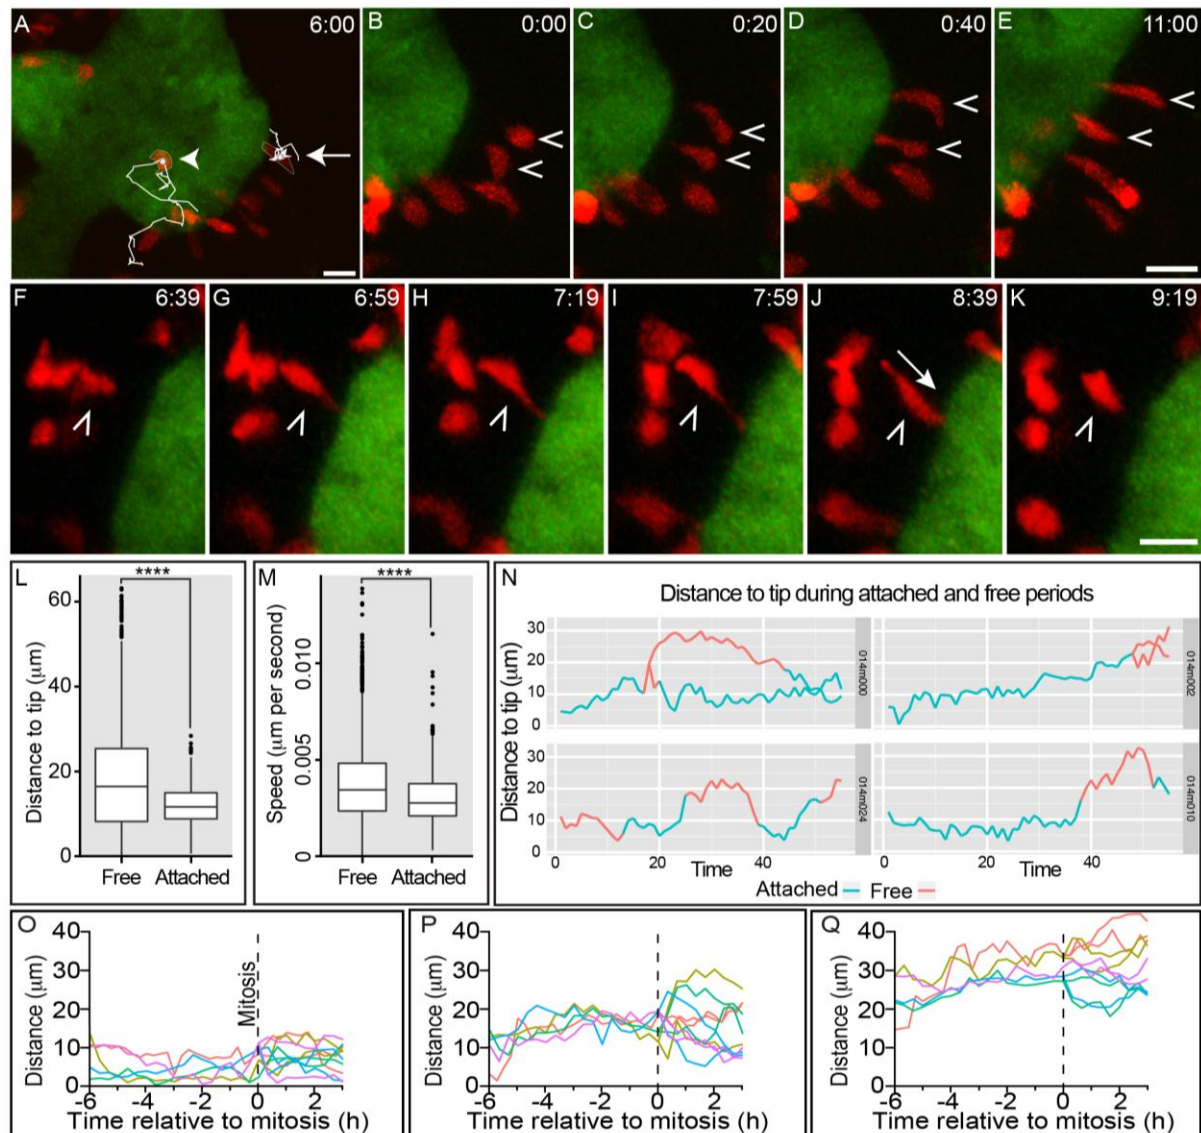 A 6:00
B 0:00
C 0:20
D 0:40
E 11:00
F 6:39
G 6:59
H 7:19
I 7:59
J 8:39
K 9:19
L
****
Distance to tip (μm)
60
40
20
0
Free Attached
M
****
Speed (μm per second)
0.010
0.005
0
Free Attached
N
Distance to tip during attached and free periods
Distance to tip (μm)
30
20
10
0
014m000
014m002
30
20
10
0
014m024
014m010
0 20 40
0 20 40
Time Time
Attached Free
O
Distance (μm)
40
30
20
10
0
Mitosis
-6 -4 -2 0 2
Time relative to mitosis (h)
P
Distance (μm)
40
30
20
10
0
-6 -4 -2 0 2
Time relative to mitosis (h)
Q
Distance (μm)
40
30
20
10
0
-6 -4 -2 0 2
Time relative to mitosis (h)